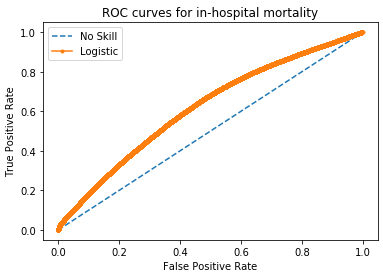 ROC curves for in-hospital mortality
No Skill
Logistic
True Positive Rate
1.0
0.8
0.6
0.4
0.2
0.0
0.0 0.2 0.4 0.6 0.8 1.0
False Positive Rate